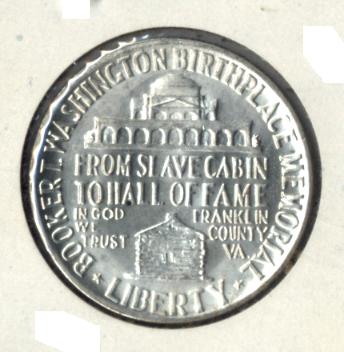 BOOKER T. WASHINGTON BIRTHPLACE MEMORIAL
FROM SLAVE CABIN
TO HALL OF FAME
IN GOD
WE
TRUST
FRANKLIN
COUNTY
VA.
★ LIBERTY ★